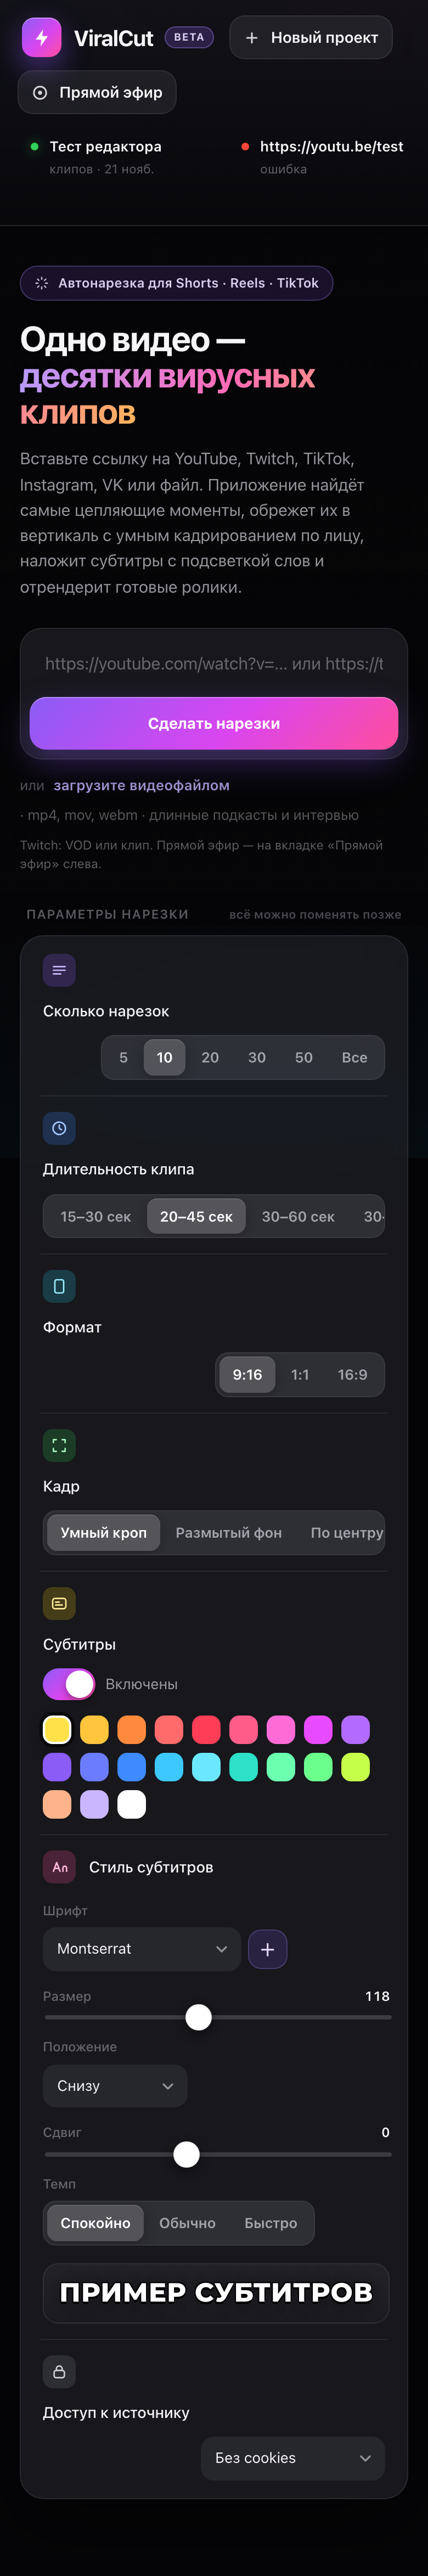 ViralCut BETA
Новый проект
Прямой эфир
Тест редактора
клипов · 21 нояб.
https://youtu.be/test
ошибка
Автонарезка для Shorts · Reels · TikTok
Одно видео —
десятки вирусных
клипов
Вставьте ссылку на YouTube, Twitch, TikTok,
Instagram, VK или файл. Приложение найдёт
самые цепляющие моменты, обрежет их в
вертикаль с умным кадрированием по лицу,
наложит субтитры с подсветкой слов и
отрендерит готовые ролики.
https://youtube.com/watch?v=... или https://t
Сделать нарезки
или загрузите видеофайлом
· mp4, mov, webm · длинные подкасты и интервью
Twitch: VOD или клип. Прямой эфир — на вкладке «Прямой
эфир» слева.
ПАРАМЕТРЫ НАРЕЗКИ всё можно поменять позже
Сколько нарезок
5 10 20 30 50 Все
Длительность клипа
15–30 сек 20–45 сек 30–60 сек 30-
Формат
9:16 1:1 16:9
Кадр
Умный кроп Размытый фон По центру
Субтитры
Включены
Aa Стиль субтитров
Шрифт
Montserrat
Размер 118
Положение
Снизу
Сдвиг 0
Темп
Спокойно Обычно Быстро
ПРИМЕР СУБТИТРОВ
Доступ к источнику
Без cookies